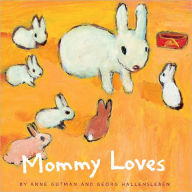 Mommy Loves
BY ANNE GUTMAN AND GEORG HALLENSLEBEN